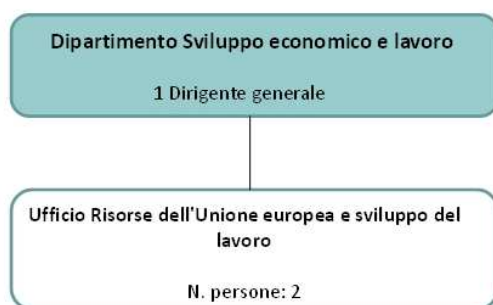 Dipartimento Sviluppo economico e lavoro
1 Dirigente generale
Ufficio Risorse dell'Unione europea e sviluppo del
lavoro
N. persone: 2